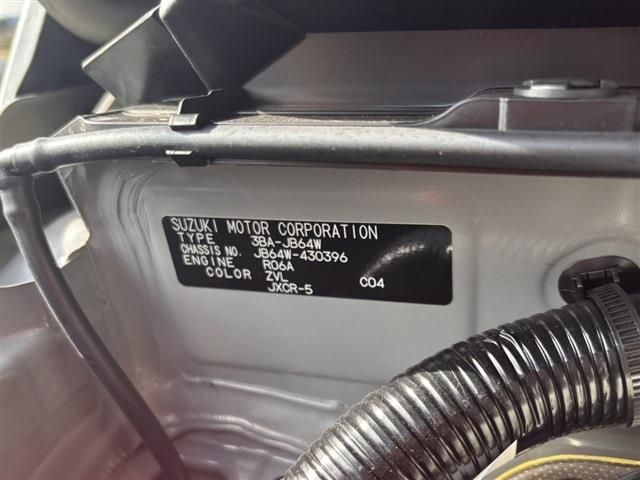 SUZUKI MOTOR CORPORATION
TYPE 3BA-JB64W
CHASSIS NO. JB64W-430396
ENGINE R06A
COLOR ZVL C04
JXCR-5